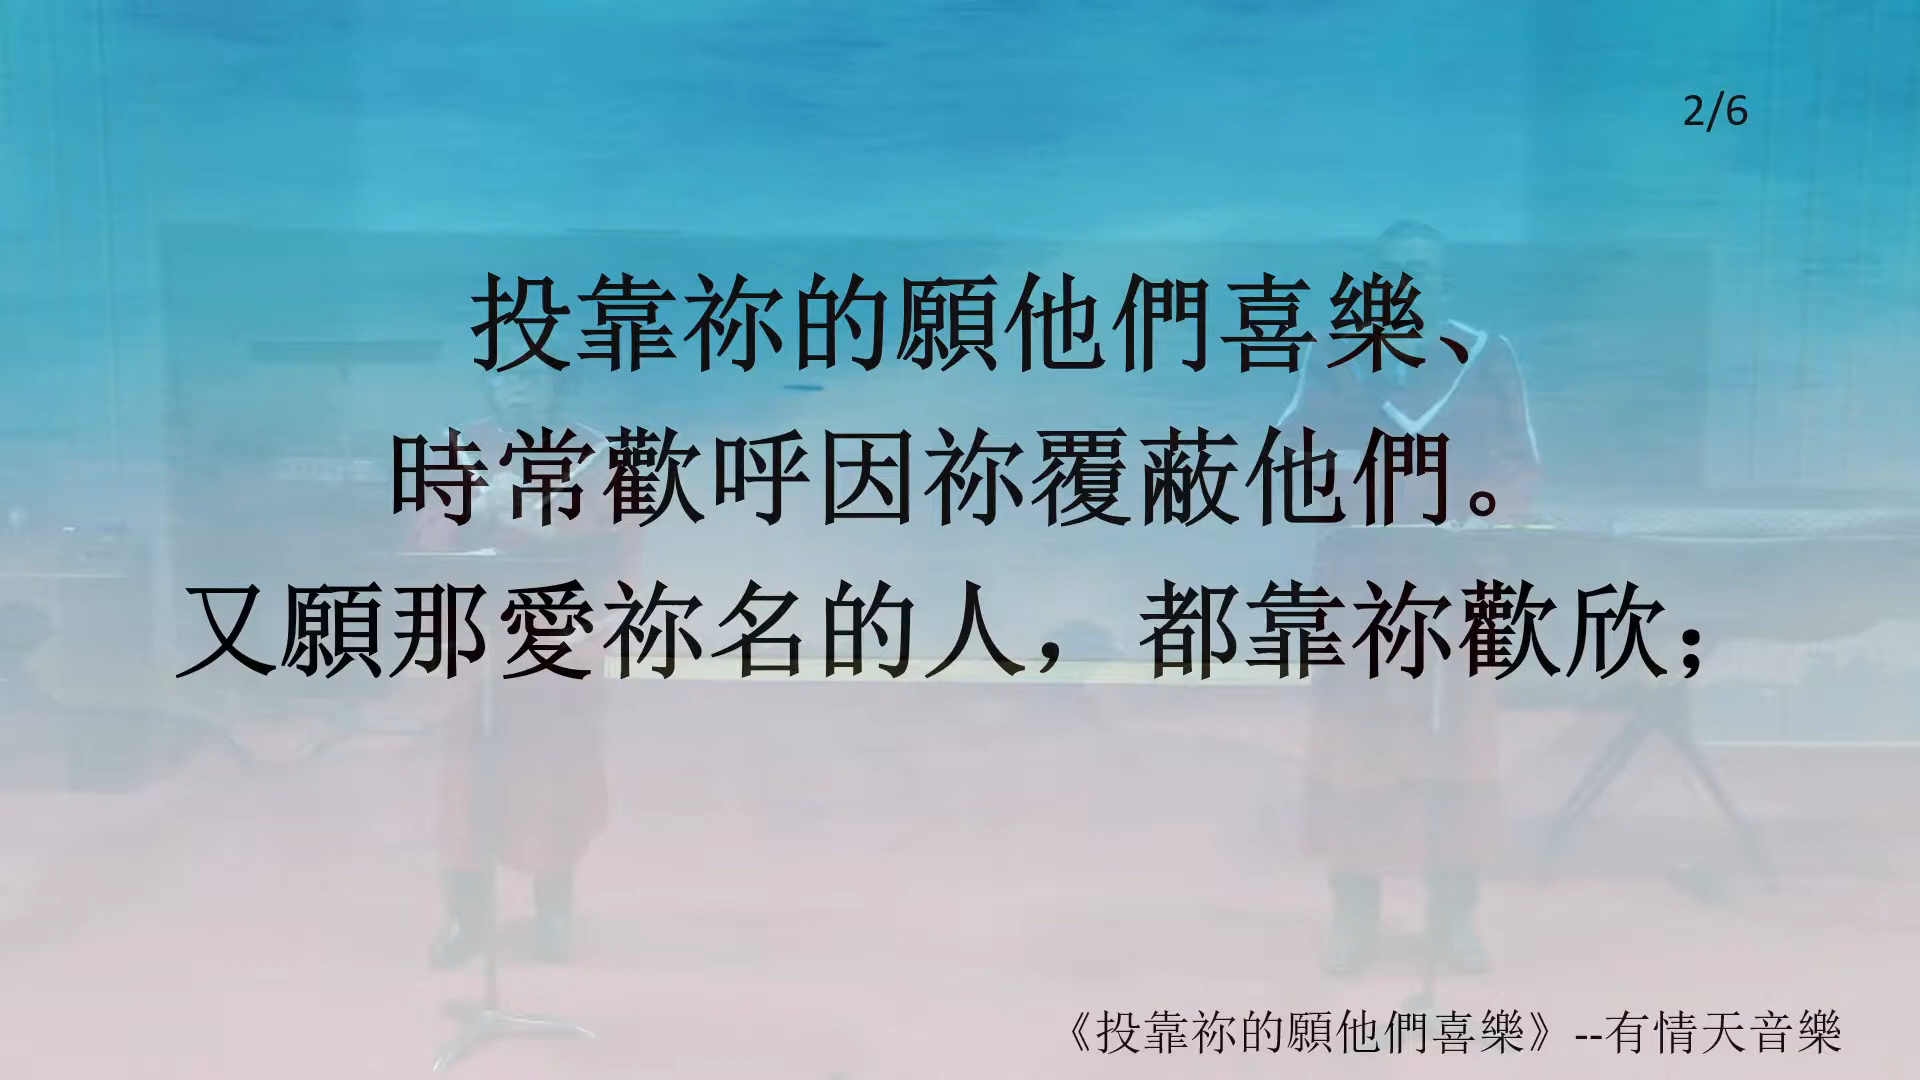 2/6
投靠祢的願他們喜樂、
時常歡呼因祢覆蔽他們。
又願那愛祢名的人，都靠祢歡欣；
《投靠祢的願他們喜樂》--有情天音樂